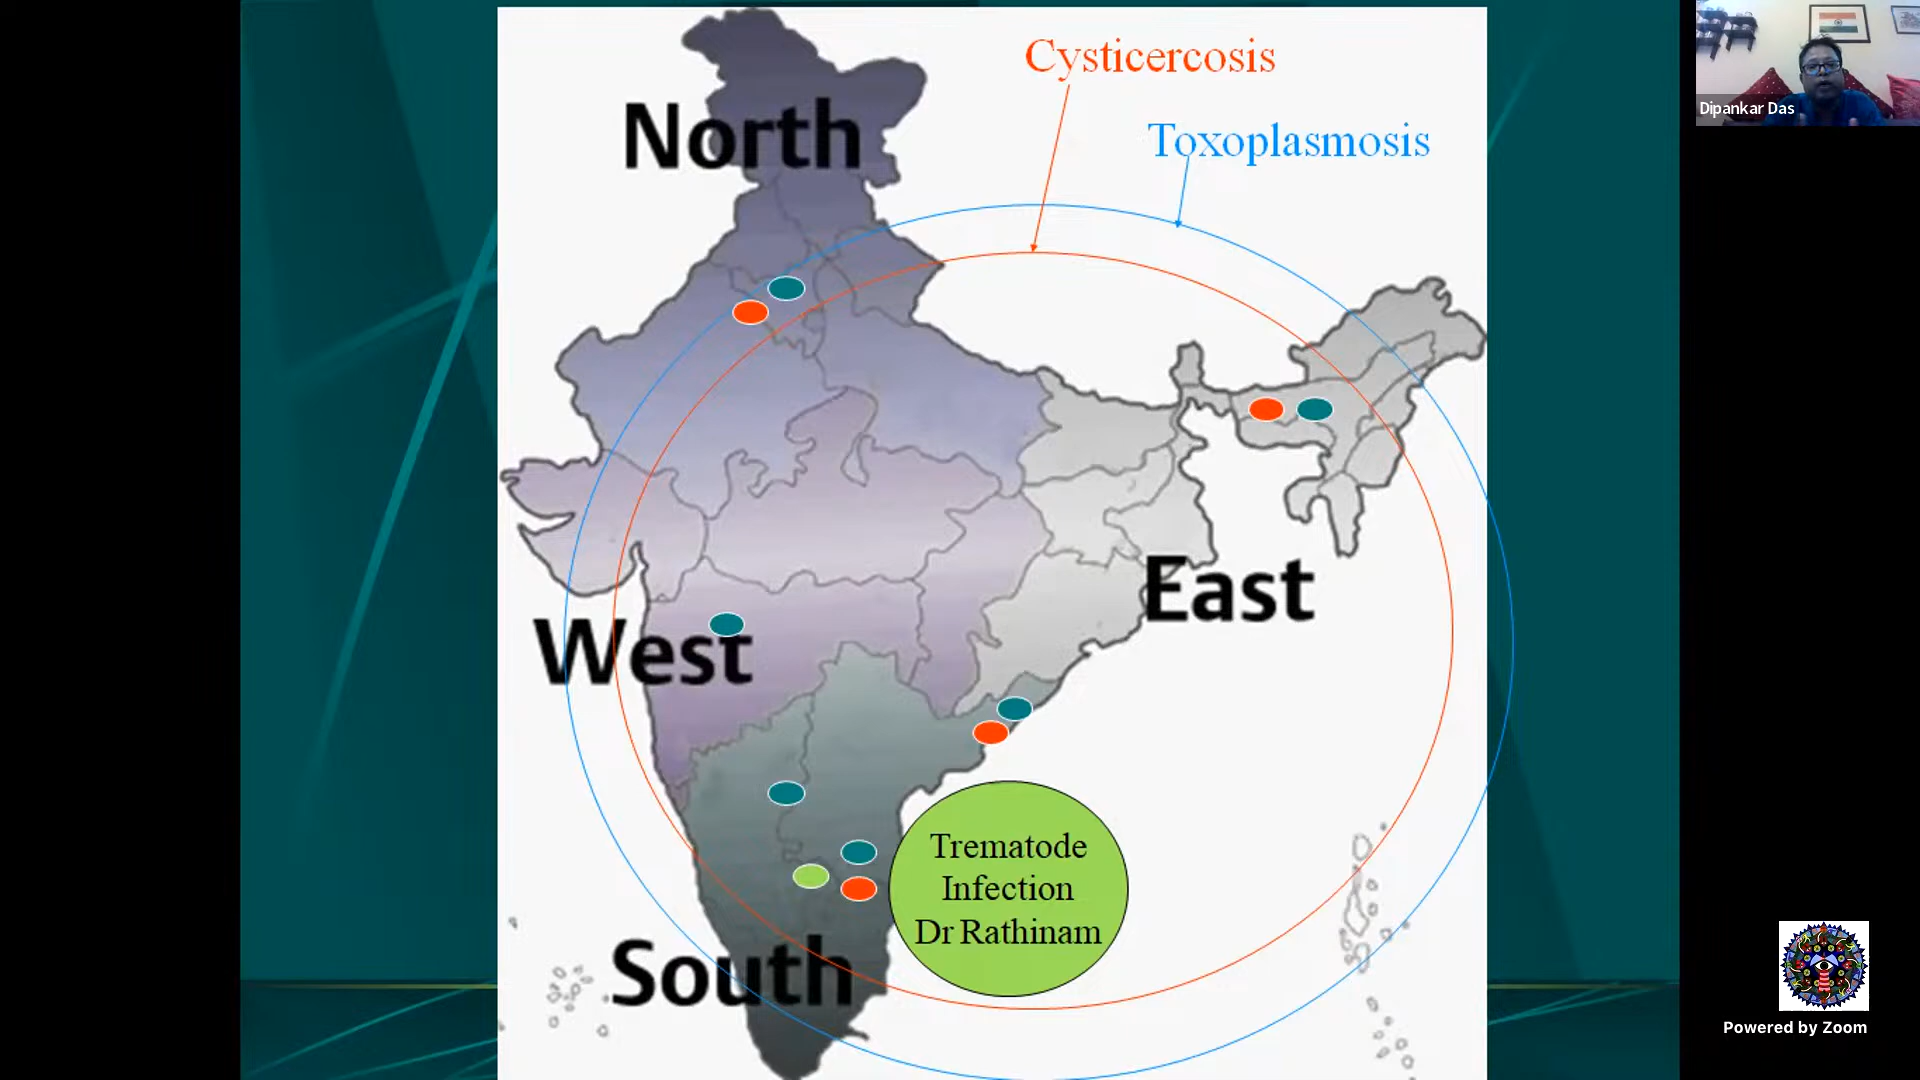 Cysticercosis
Toxoplasmosis
North
Dipankar Das
East
West
Trematode
Infection
Dr Rathinam
South
Powered by Zoom